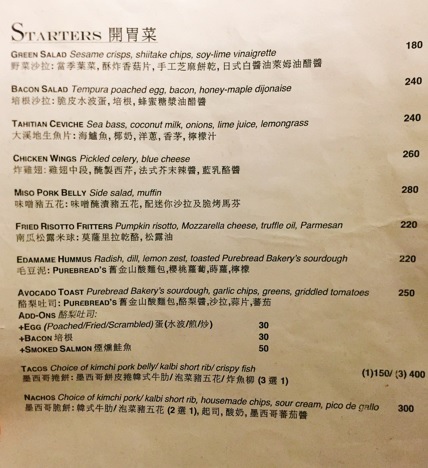 STARTERS 開胃菜
GREEN SALAD Sesame crisps, shiitake chips, soy-lime vinaigrette 180
野菜沙拉: 當季葉菜, 酥炸香菇片, 手工芝麻餅乾, 日式白醬油萊姆油醋醬
BACON SALAD Tempura poached egg, bacon, honey-maple dijonaise 240
培根沙拉: 脆皮水波蛋, 培根, 蜂蜜糖漿油醋醬
TAHITIAN CEVICHE Sea bass, coconut milk, onions, lime juice, lemongrass 240
大溪地生魚片: 海鱸魚, 椰奶, 洋蔥, 香茅, 檸檬汁
CHICKEN WINGS Pickled celery, blue cheese 260
炸雞翅: 雞翅中段, 醃製西芹, 法式芥末辣醬, 藍乳酪醬
MISO PORK BELLY Side salad, muffin 280
味噌豬五花: 味噌醃漬豬五花, 配迷你沙拉及脆烤馬芬
FRIED RISOTTO FRITTERS Pumpkin risotto, Mozzarella cheese, truffle oil, Parmesan 220
南瓜松露米球: 莫薩里拉乾酪, 松露油
EDAMAME HUMMUS Radish, dill, lemon zest, toasted Purebread Bakery's sourdough 220
毛豆泥: PUREBREAD'S 舊金山酸麵包, 櫻桃蘿蔔, 蒔蘿, 檸檬
AVOCADO TOAST Purebread Bakery's sourdough, garlic chips, greens, griddled tomatoes 250
酪梨吐司: PUREBREAD'S 舊金山酸麵包, 酪梨醬, 沙拉, 蒜片, 蕃茄
ADD-ONS 酪梨吐司:
+EGG (Poached/Fried/Scrambled) 蛋(水波/煎/炒) 30
+BACON 培根 30
+SMOKED SALMON 煙燻鮭魚 50
TACOS Choice of kimchi pork belly/ kalbi short rib/ crispy fish (1)150/ (3) 400
墨西哥捲餅: 墨西哥餅皮捲韓式牛肋/ 泡菜豬五花/ 炸魚柳 (3 選 1)
NACHOS Choice of kimchi pork/ kalbi short rib, housemade chips, sour cream, pico de gallo 300
墨西哥脆餅: 韓式牛肋/ 泡菜豬五花 (2 選 1), 起司, 酸奶, 墨西哥蕃茄醬